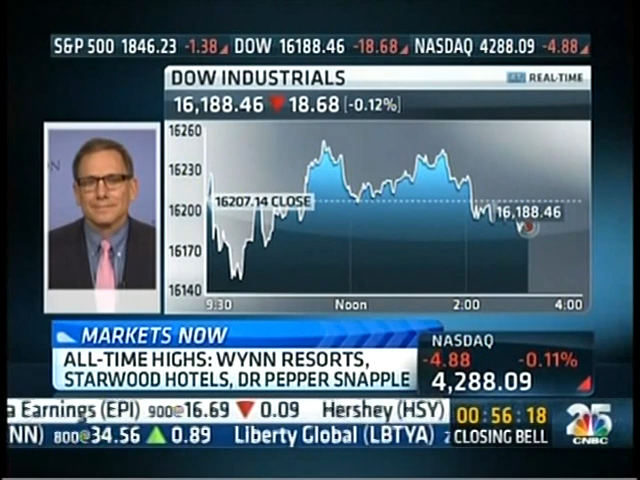 S&P 500 1846.23 -1.38 DOW 16188.46 -18.68 NASDAQ 4288.09 -4.88
DOW INDUSTRIALS
REAL-TIME
16,188.46 ▼ 18.68 [-0.12%]
16260
16230
16200
16170
16140
16207.14 CLOSE
16,188.46
9:30 Noon 2:00 4:00
MARKETS NOW
ALL-TIME HIGHS: WYNN RESORTS,
STARWOOD HOTELS, DR PEPPER SNAPPLE
NASDAQ
-4.88 -0.11%
4,288.09
a Earnings (EPI) 900@16.69 ▼ 0.09 Hershey (HSY)
NN) 800@34.56 ▲ 0.89 Liberty Global (LBTYA)
00:56:18
CLOSING BELL
25
CNBC